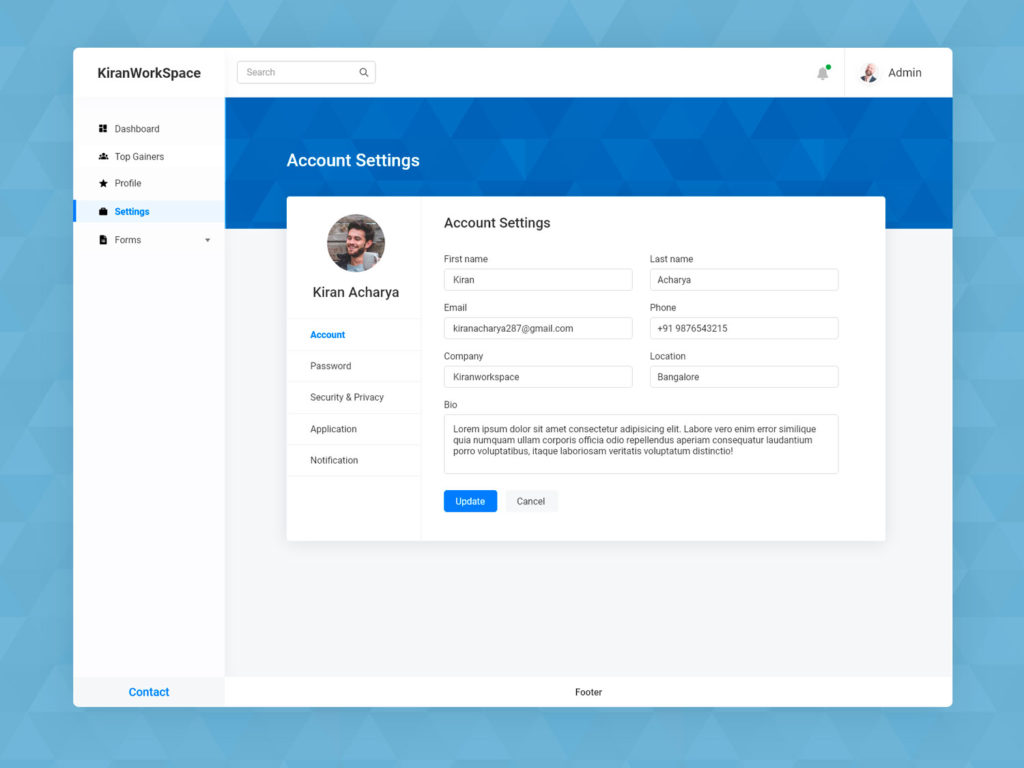 KiranWorkSpace
Search
Admin
Dashboard
Top Gainers
Profile
Settings
Forms
Contact
Account Settings
Kiran Acharya
Account
Password
Security & Privacy
Application
Notification
Account Settings
First name
Last name
Kiran
Acharya
Email
Phone
kiranacharya287@gmail.com
+91 9876543215
Company
Location
Kiranworkspace
Bangalore
Bio
Lorem ipsum dolor sit amet consectetur adipisicing elit. Labore vero enim error similique
quia numquam ullam corporis officia odio repellendus aperiam consequatur laudantium
porro voluptatibus, itaque laboriosam veritatis voluptatum distinctio!
Update
Cancel
Footer